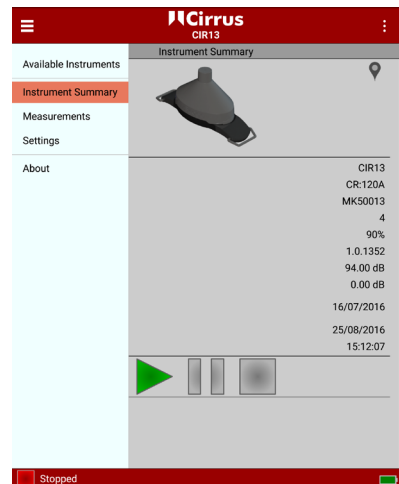 Cirrus
CIR13
Instrument Summary
Available Instruments
Instrument Summary
Measurements
Settings
About
CIR13
CR:120A
MK50013
4
90%
1.0.1352
94.00 dB
0.00 dB
16/07/2016
25/08/2016
15:12:07
Stopped